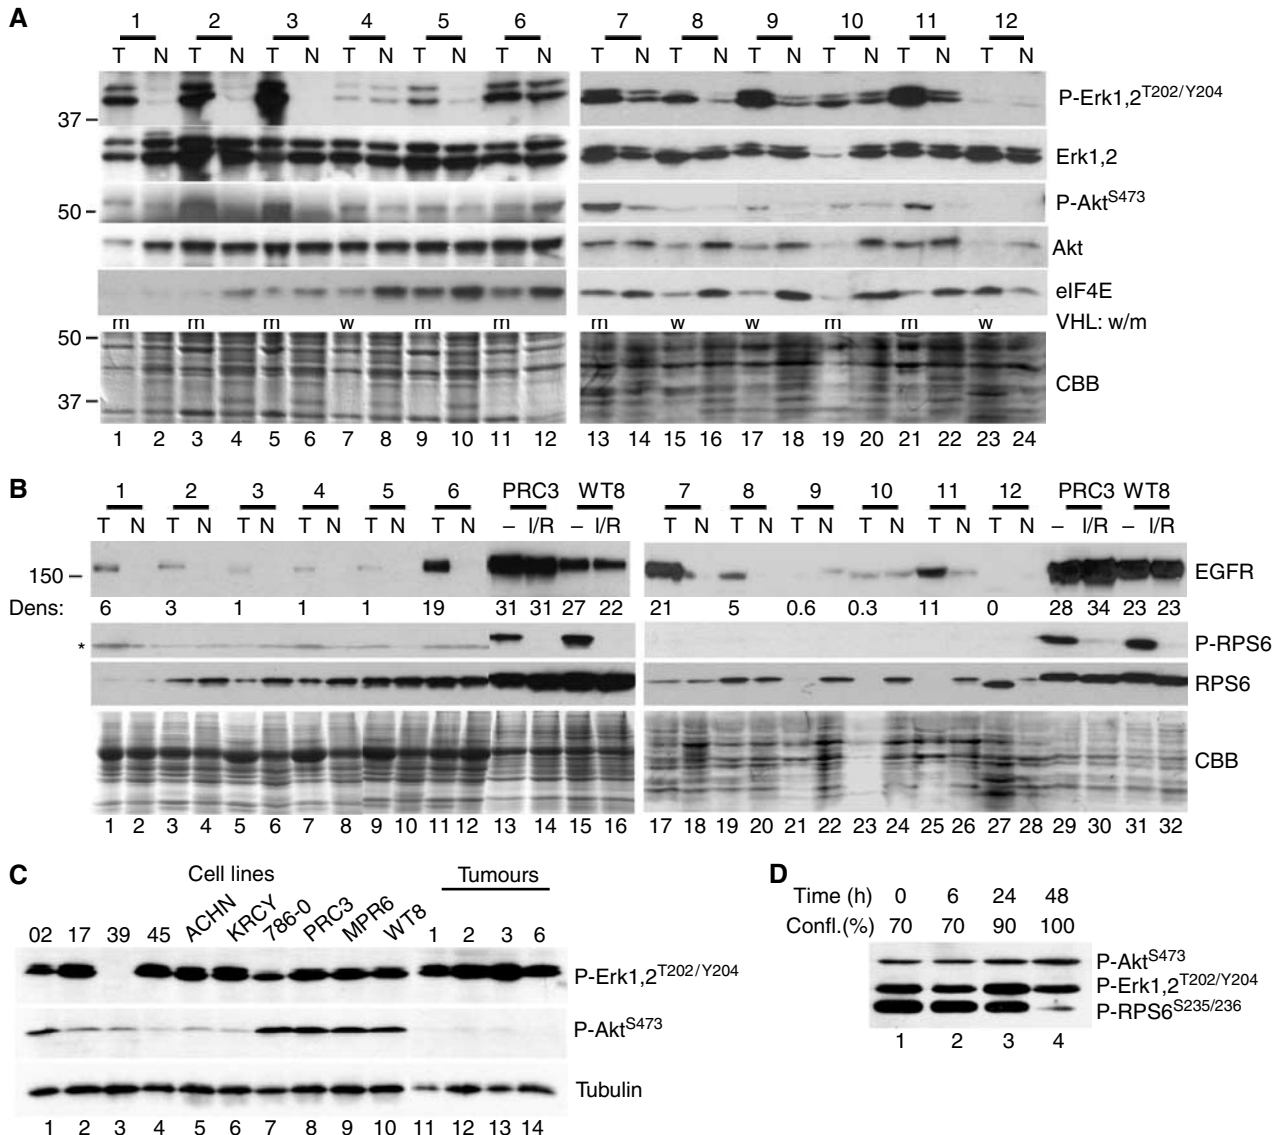 A
1 2 3 4 5 6 7 8 9 10 11 12
T N T N T N T N T N T N T N T N T N T N T N T N
P-Erk1,2T202/Y204
37
Erk1,2
P-AktS473
50
Akt
eIF4E
m m m w m m m w w m m w VHL: w/m
50
CBB
37
1 2 3 4 5 6 7 8 9 10 11 12 13 14 15 16 17 18 19 20 21 22 23 24
B
1 2 3 4 5 6 PRC3 WT8 7 8 9 10 11 12 PRC3 WT8
T N T N T N T N T N T N – I/R – I/R T N T N T N T N T N T N – I/R – I/R
150 EGFR
Dens: 6 3 1 1 1 19 31 31 27 22 21 5 0.6 0.3 11 0 28 34 23 23
* P-RPS6
RPS6
CBB
1 2 3 4 5 6 7 8 9 10 11 12 13 14 15 16 17 18 19 20 21 22 23 24 25 26 27 28 29 30 31 32
C
Cell lines Tumours
02 17 39 45 ACHN KRCY 786-0 PRC3 MPR6 WT8 1 2 3 6
P-Erk1,2T202/Y204
P-AktS473
Tubulin
1 2 3 4 5 6 7 8 9 10 11 12 13 14
D
Time (h) 0 6 24 48
Confl.(%) 70 70 90 100
P-AktS473
P-Erk1,2T202/Y204
P-RPS6S235/236
1 2 3 4